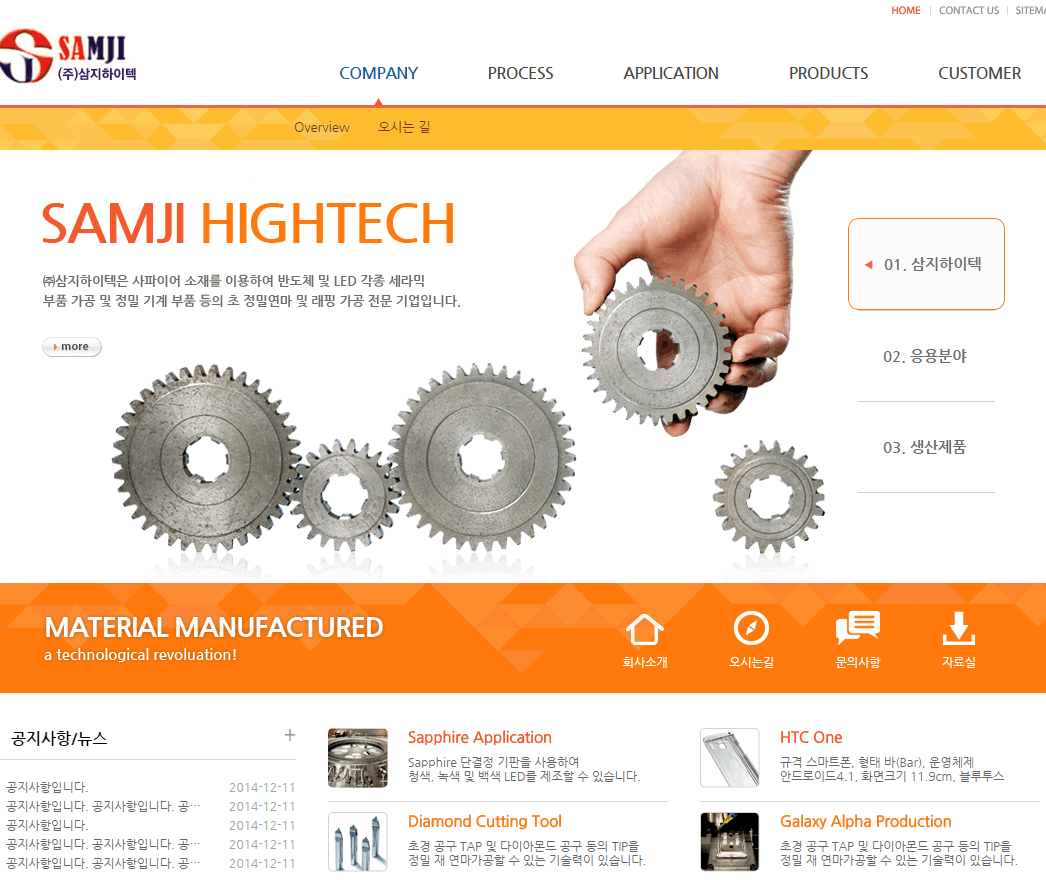 HOME
CONTACT US
SAMJI
(주)삼지하이텍
COMPANY
PROCESS
APPLICATION
PRODUCTS
CUSTOMER
Overview
오시는 길
SAMJI HIGHTECH
㈜삼지하이텍은 사파이어 소재를 이용하여 반도체 및 LED 각종 세라믹
부품 가공 및 정밀 기계 부품 등의 초 정밀연마 및 래핑 가공 전문 기업입니다.
more
01. 삼지하이텍
02. 응용분야
03. 생산제품
MATERIAL MANUFACTURED
a technological revoluation!
회사소개
오시는길
문의사항
자료실
공지사항/뉴스
공지사항입니다. 2014-12-11
공지사항입니다. 공지사항입니다. 공··· 2014-12-11
공지사항입니다. 2014-12-11
공지사항입니다. 공지사항입니다. 공··· 2014-12-11
공지사항입니다. 공지사항입니다. 공··· 2014-12-11
Sapphire Application
Sapphire 단결정 기판을 사용하여
청색, 녹색 및 백색 LED를 제조할 수 있습니다.
Diamond Cutting Tool
초경 공구 TAP 및 다이아몬드 공구 등의 TIP을
정밀 재 연마가공할 수 있는 기술력이 있습니다.
HTC One
규격 스마트폰, 형태 바(Bar), 운영체제
안드로이드4.1, 화면크기 11.9cm, 블루투스
Galaxy Alpha Production
초경 공구 TAP 및 다이아몬드 공구 등의 TIP을
정밀 재 연마가공할 수 있는 기술력이 있습니다.